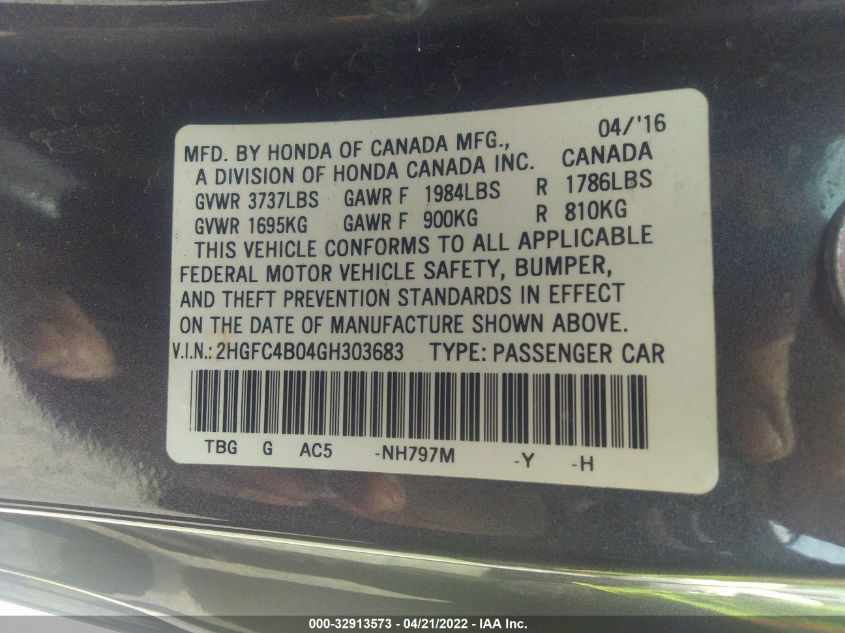 04/'16
MFD. BY HONDA OF CANADA MFG.,
A DIVISION OF HONDA CANADA INC. CANADA
GVWR 3737LBS GAWR F 1984LBS R 1786LBS
GVWR 1695KG GAWR F 900KG R 810KG
THIS VEHICLE CONFORMS TO ALL APPLICABLE
FEDERAL MOTOR VEHICLE SAFETY, BUMPER,
AND THEFT PREVENTION STANDARDS IN EFFECT
ON THE DATE OF MANUFACTURE SHOWN ABOVE.
V.I.N.: 2HGFC4B04GH303683 TYPE: PASSENGER CAR
TBG G AC5 -NH797M -Y -H
000-32913573 / 04/21/2022 - IAA Inc.